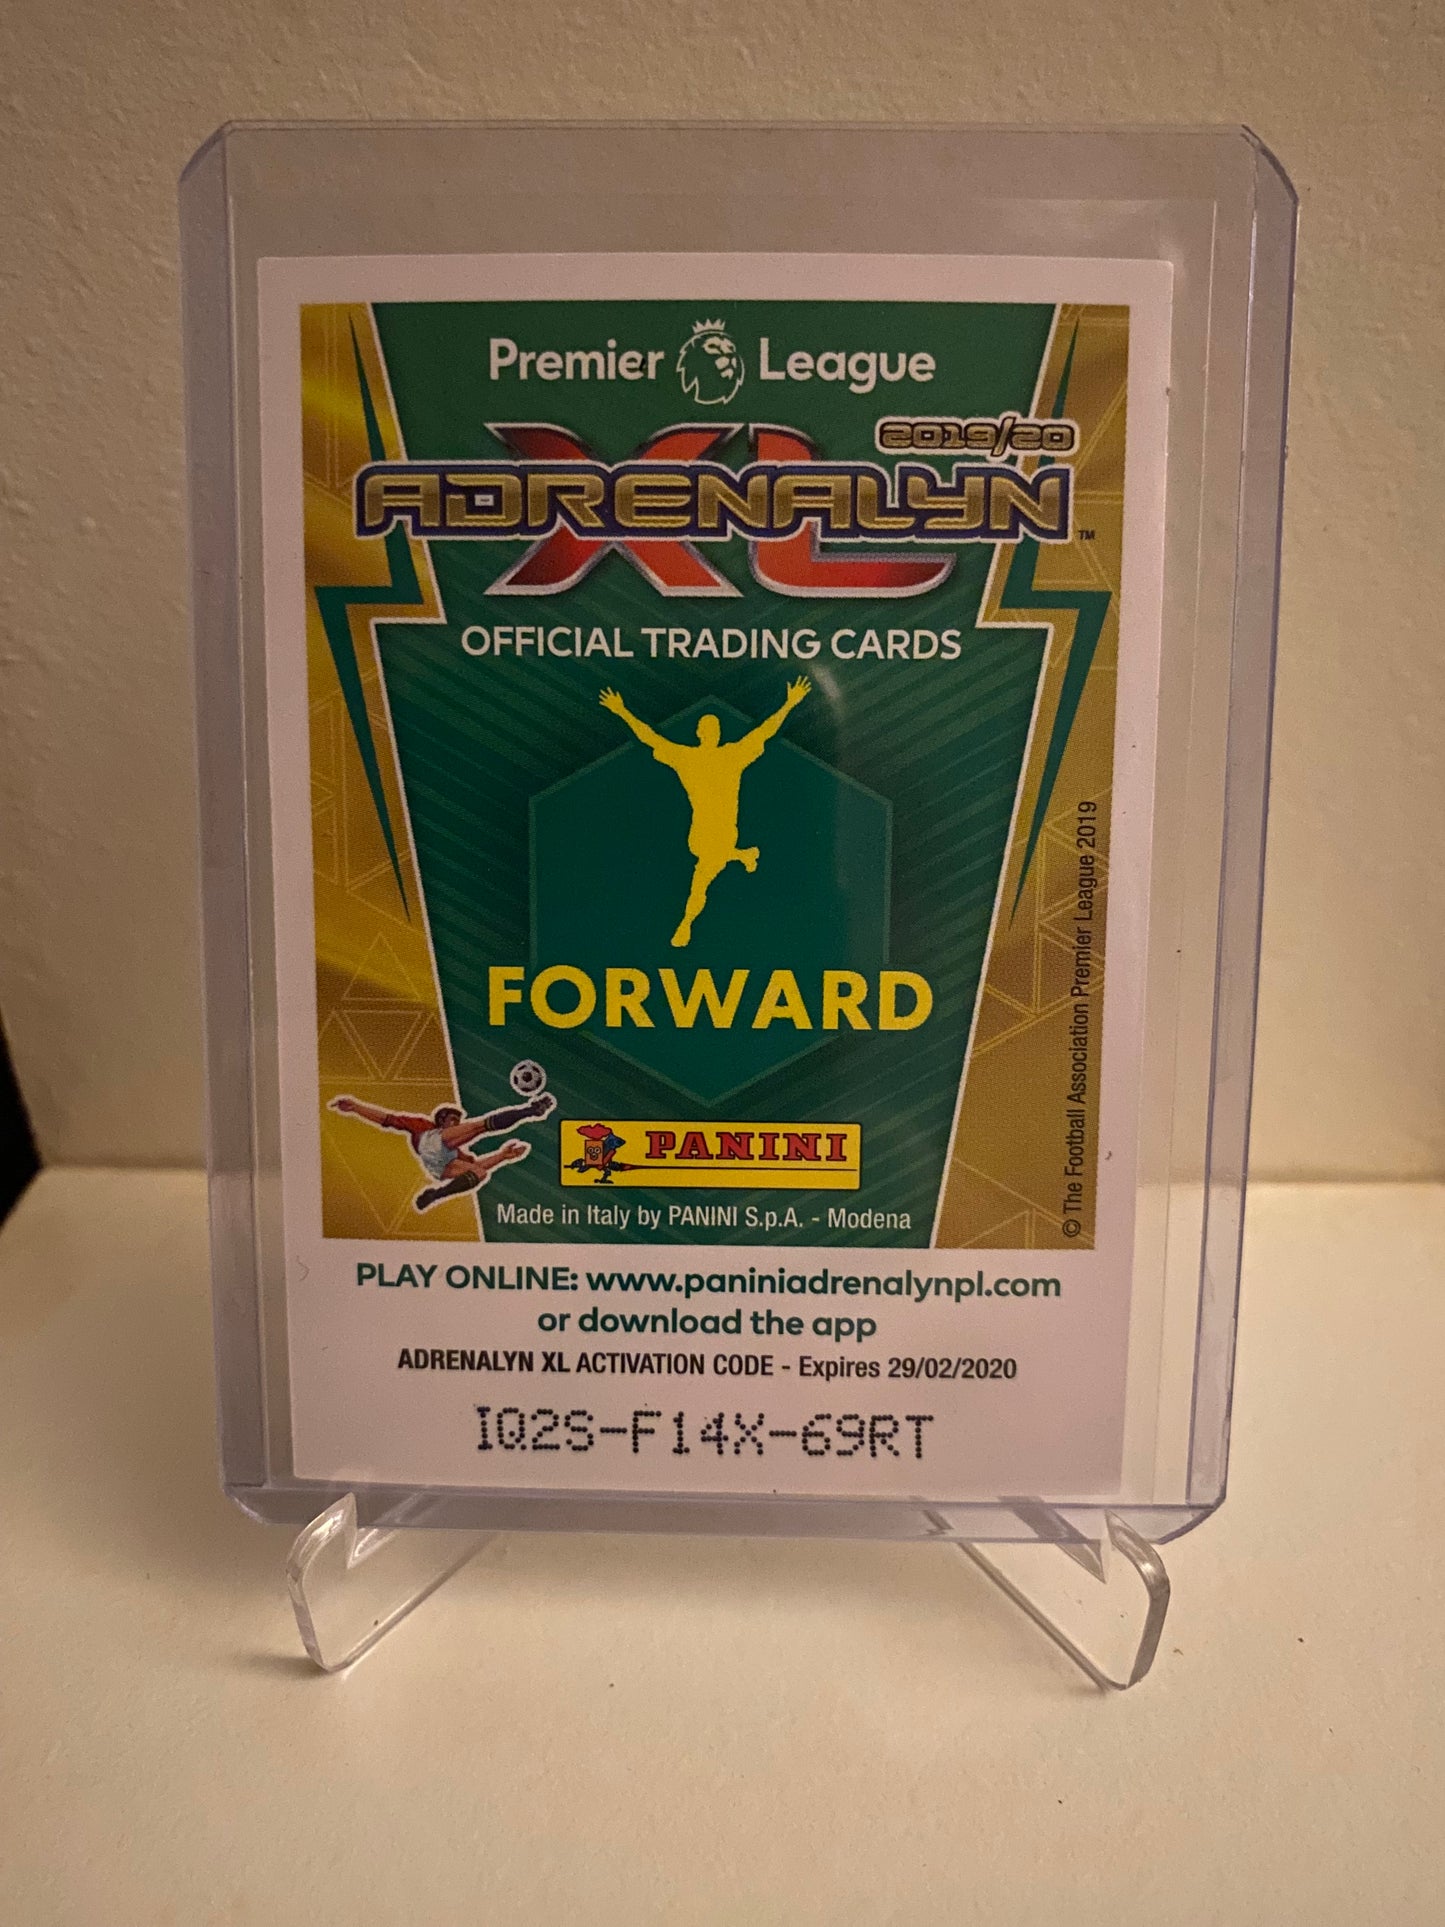 Premier League
2019/20
ADRENALYN XL™
OFFICIAL TRADING CARDS
FORWARD
PANINI
Made in Italy by PANINI S.p.A. - Modena
© The Football Association Premier League 2019
PLAY ONLINE: www.paniniadrenalynpl.com
or download the app
ADRENALYN XL ACTIVATION CODE - Expires 29/02/2020
IQ2S-F14X-69RT